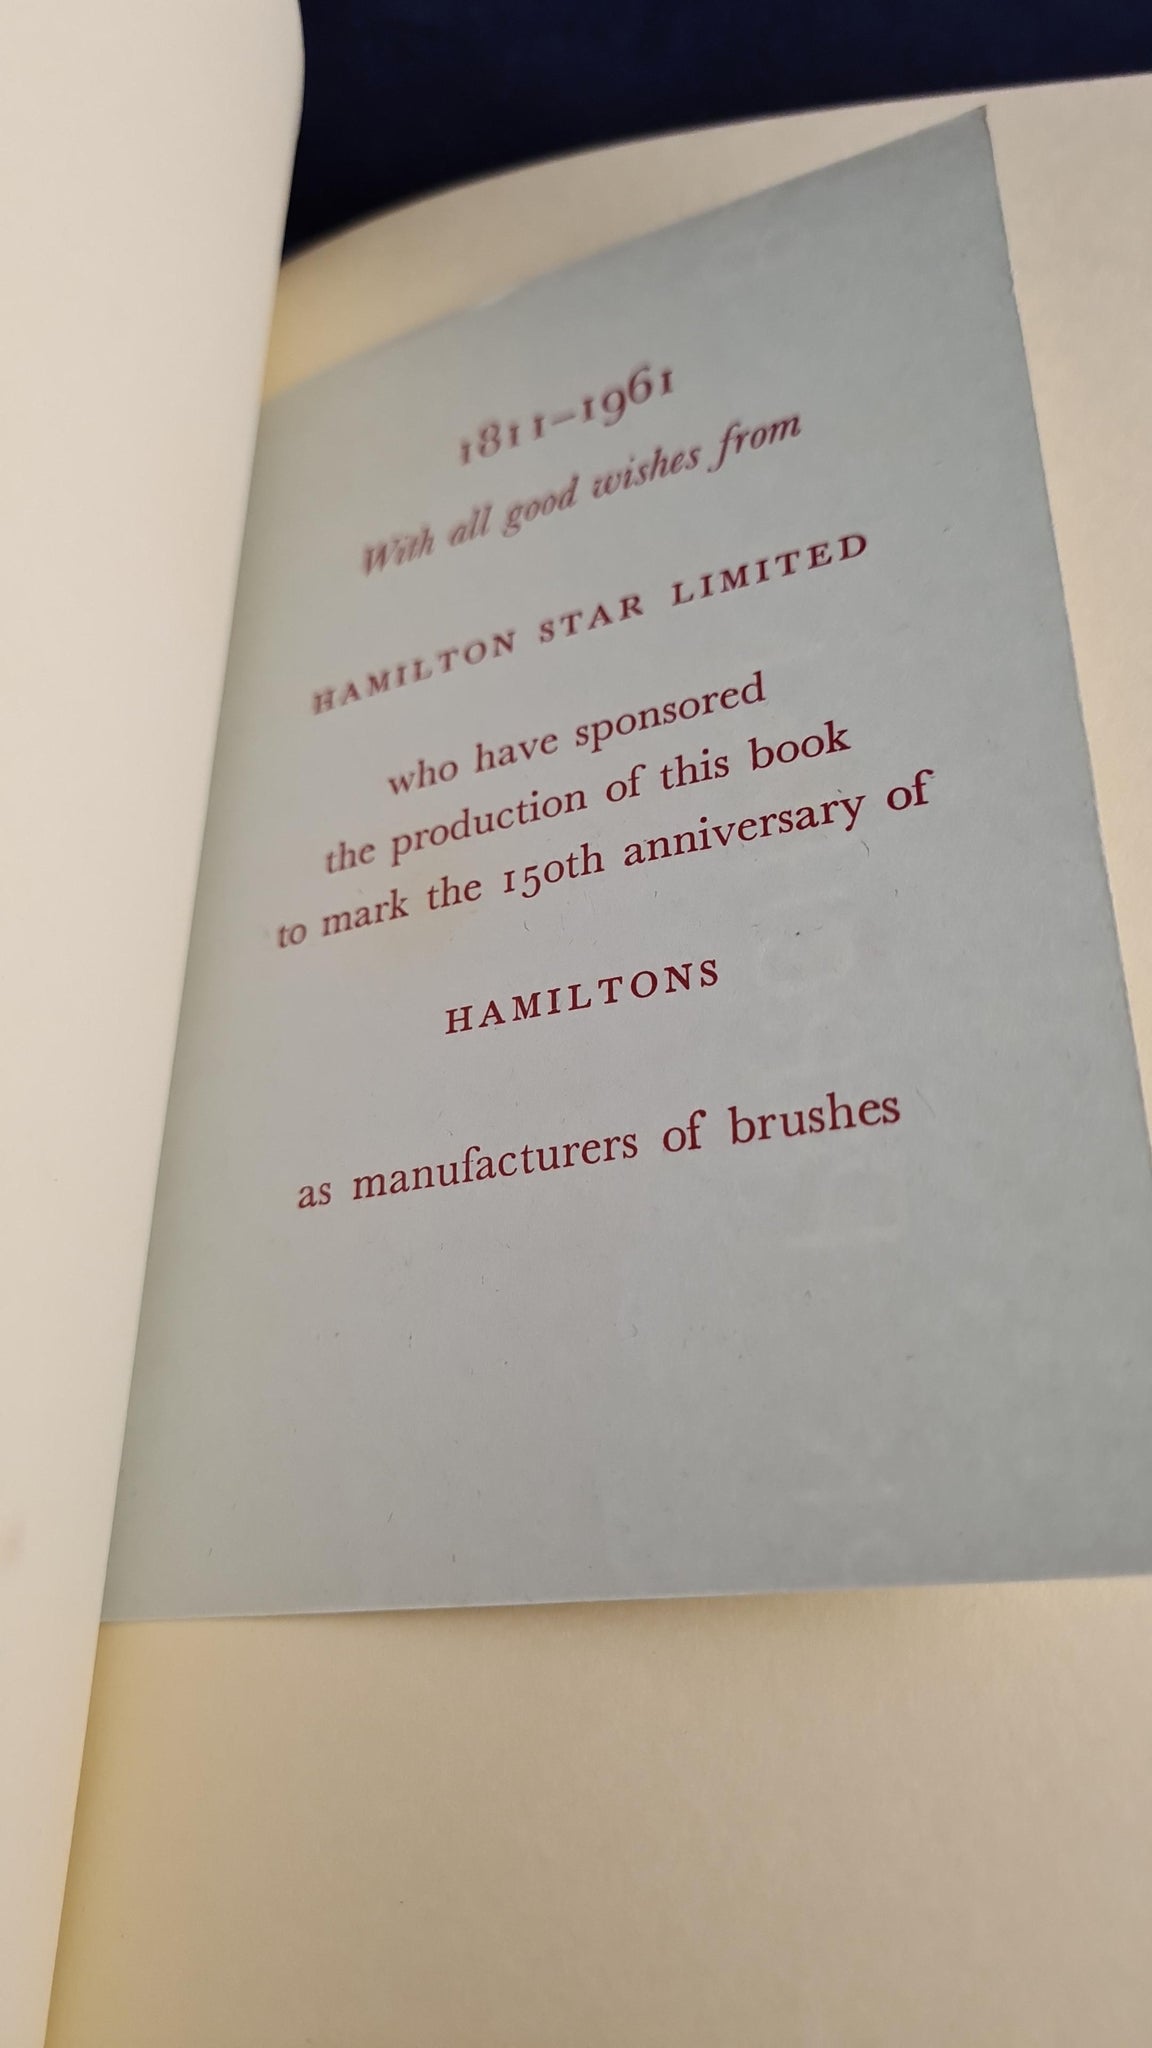 1811–1961
With all good wishes from
HAMILTON STAR LIMITED
who have sponsored
the production of this book
to mark the 150th anniversary of
HAMILTONS
as manufacturers of brushes